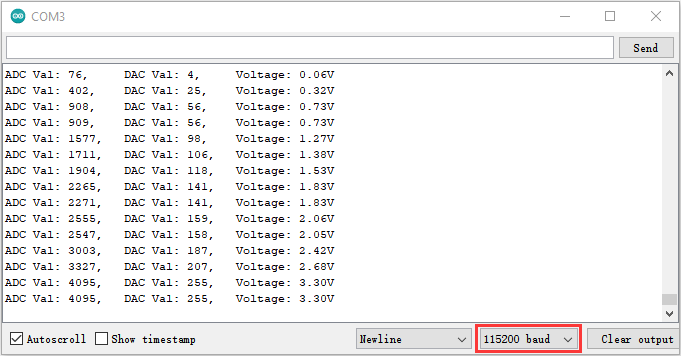 COM3
Send
ADC Val: 76, DAC Val: 4, Voltage: 0.06V
ADC Val: 402, DAC Val: 25, Voltage: 0.32V
ADC Val: 908, DAC Val: 56, Voltage: 0.73V
ADC Val: 909, DAC Val: 56, Voltage: 0.73V
ADC Val: 1577, DAC Val: 98, Voltage: 1.27V
ADC Val: 1711, DAC Val: 106, Voltage: 1.38V
ADC Val: 1904, DAC Val: 118, Voltage: 1.53V
ADC Val: 2265, DAC Val: 141, Voltage: 1.83V
ADC Val: 2271, DAC Val: 141, Voltage: 1.83V
ADC Val: 2555, DAC Val: 159, Voltage: 2.06V
ADC Val: 2547, DAC Val: 158, Voltage: 2.05V
ADC Val: 3003, DAC Val: 187, Voltage: 2.42V
ADC Val: 3327, DAC Val: 207, Voltage: 2.68V
ADC Val: 4095, DAC Val: 255, Voltage: 3.30V
ADC Val: 4095, DAC Val: 255, Voltage: 3.30V
Autoscroll Show timestamp Newline 115200 baud Clear output